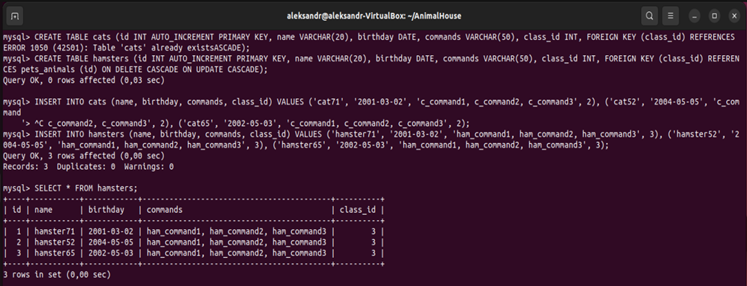 aleksandr@aleksandr-VirtualBox: ~/AnimalHouse
mysql> CREATE TABLE cats (id INT AUTO_INCREMENT PRIMARY KEY, name VARCHAR(20), birthday DATE, commands VARCHAR(50), class_id INT, FOREIGN KEY (class_id) REFERENCES
ERROR 1050 (42S01): Table 'cats' already existsASCADE);
mysql> CREATE TABLE hamsters (id INT AUTO_INCREMENT PRIMARY KEY, name VARCHAR(20), birthday DATE, commands VARCHAR(50), class_id INT, FOREIGN KEY (class_id) REFEREN
CES pets_animals (id) ON DELETE CASCADE ON UPDATE CASCADE);
Query OK, 0 rows affected (0,03 sec)
mysql> INSERT INTO cats (name, birthday, commands, class_id) VALUES ('cat71', '2001-03-02', 'c_command1, c_command2, c_command3', 2), ('cat52', '2004-05-05', 'c_com
mand
'> ^C c_command2, c_command3', 2), ('cat65', '2002-05-03', 'c_command1, c_command2, c_command3', 2);
mysql> INSERT INTO hamsters (name, birthday, commands, class_id) VALUES ('hamster71', '2001-03-02', 'ham_command1, ham_command2, ham_command3', 3), ('hamster52', '2
004-05-05', 'ham_command1, ham_command2, ham_command3', 3), ('hamster65', '2002-05-03', 'ham_command1, ham_command2, ham_command3', 3);
Query OK, 3 rows affected (0,00 sec)
Records: 3  Duplicates: 0  Warnings: 0
mysql> SELECT * FROM hamsters;
+----+-----------+------------+------------------------------------------+----------+
| id | name      | birthday   | commands                                 | class_id |
+----+-----------+------------+------------------------------------------+----------+
|  1 | hamster71 | 2001-03-02 | ham_command1, ham_command2, ham_command3 |        3 |
|  2 | hamster52 | 2004-05-05 | ham_command1, ham_command2, ham_command3 |        3 |
|  3 | hamster65 | 2002-05-03 | ham_command1, ham_command2, ham_command3 |        3 |
+----+-----------+------------+------------------------------------------+----------+
3 rows in set (0,00 sec)